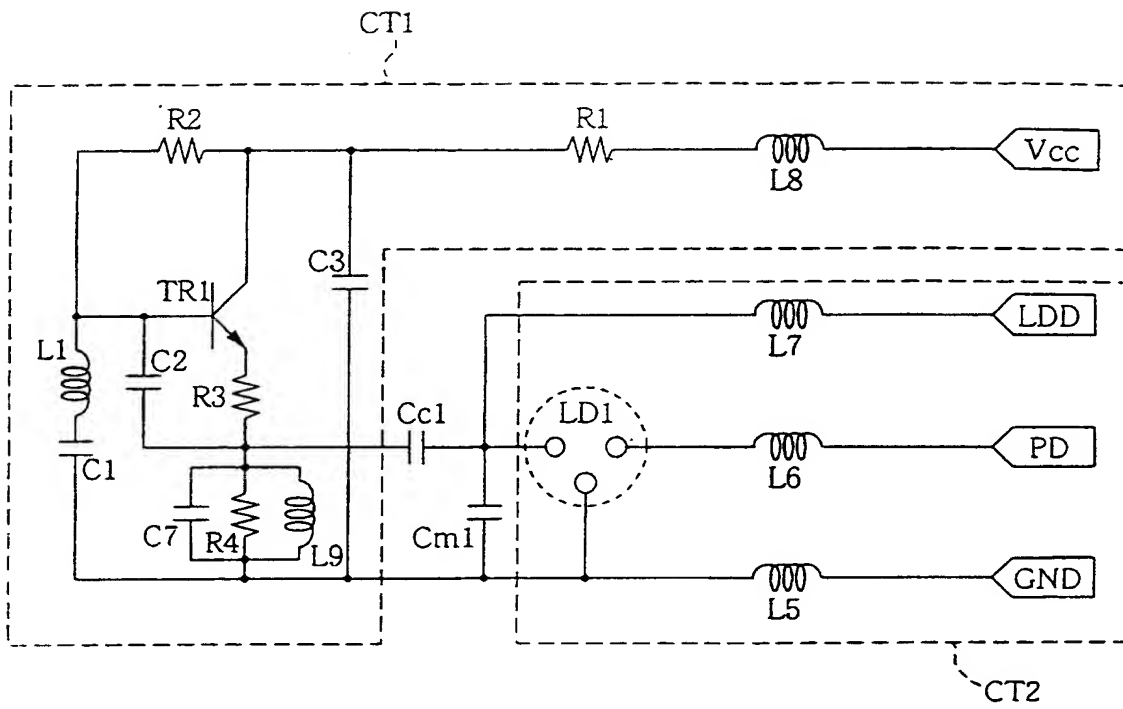 CT1
R2
R1
L8
Vcc
C3
TR1
L7
LDD
L1
C2
R3
Cc1
LD1
L6
PD
C1
C7
R4
L9
Cm1
L5
GND
CT2